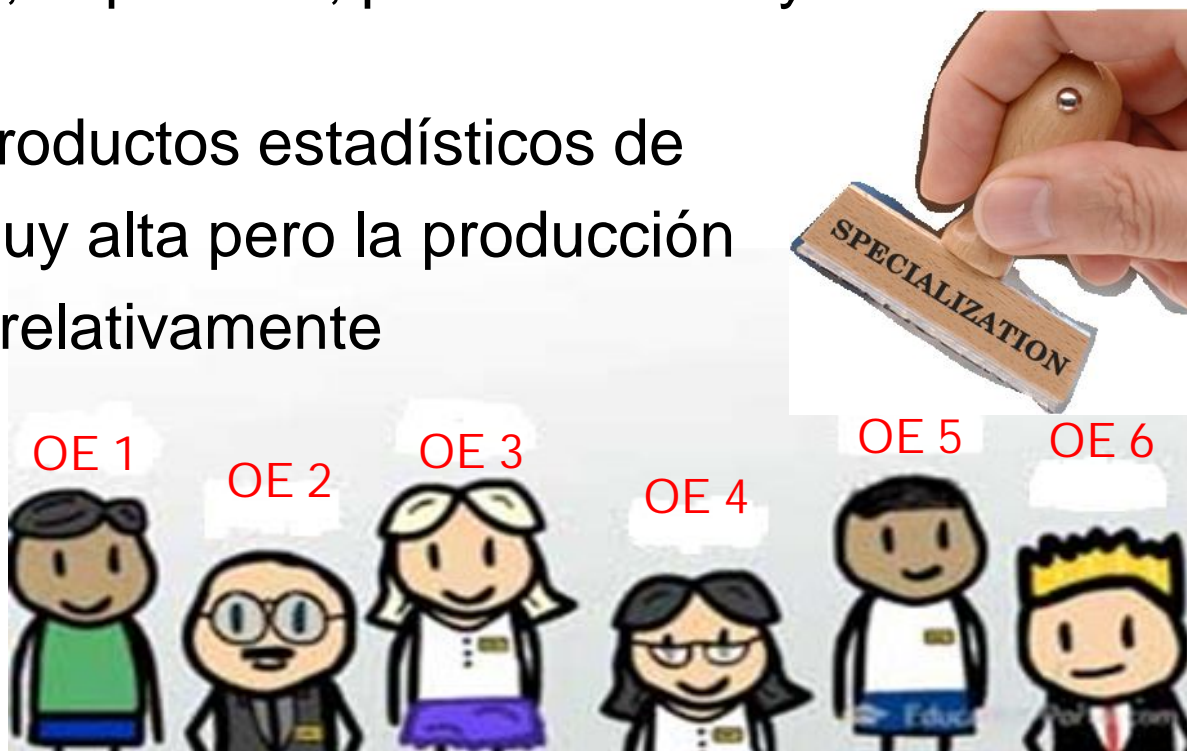 roductos estadísticos de
uy alta pero la producción
relativamente
SPECIALIZATION
OE 1
OE 2
OE 3
OE 4
OE 5
OE 6